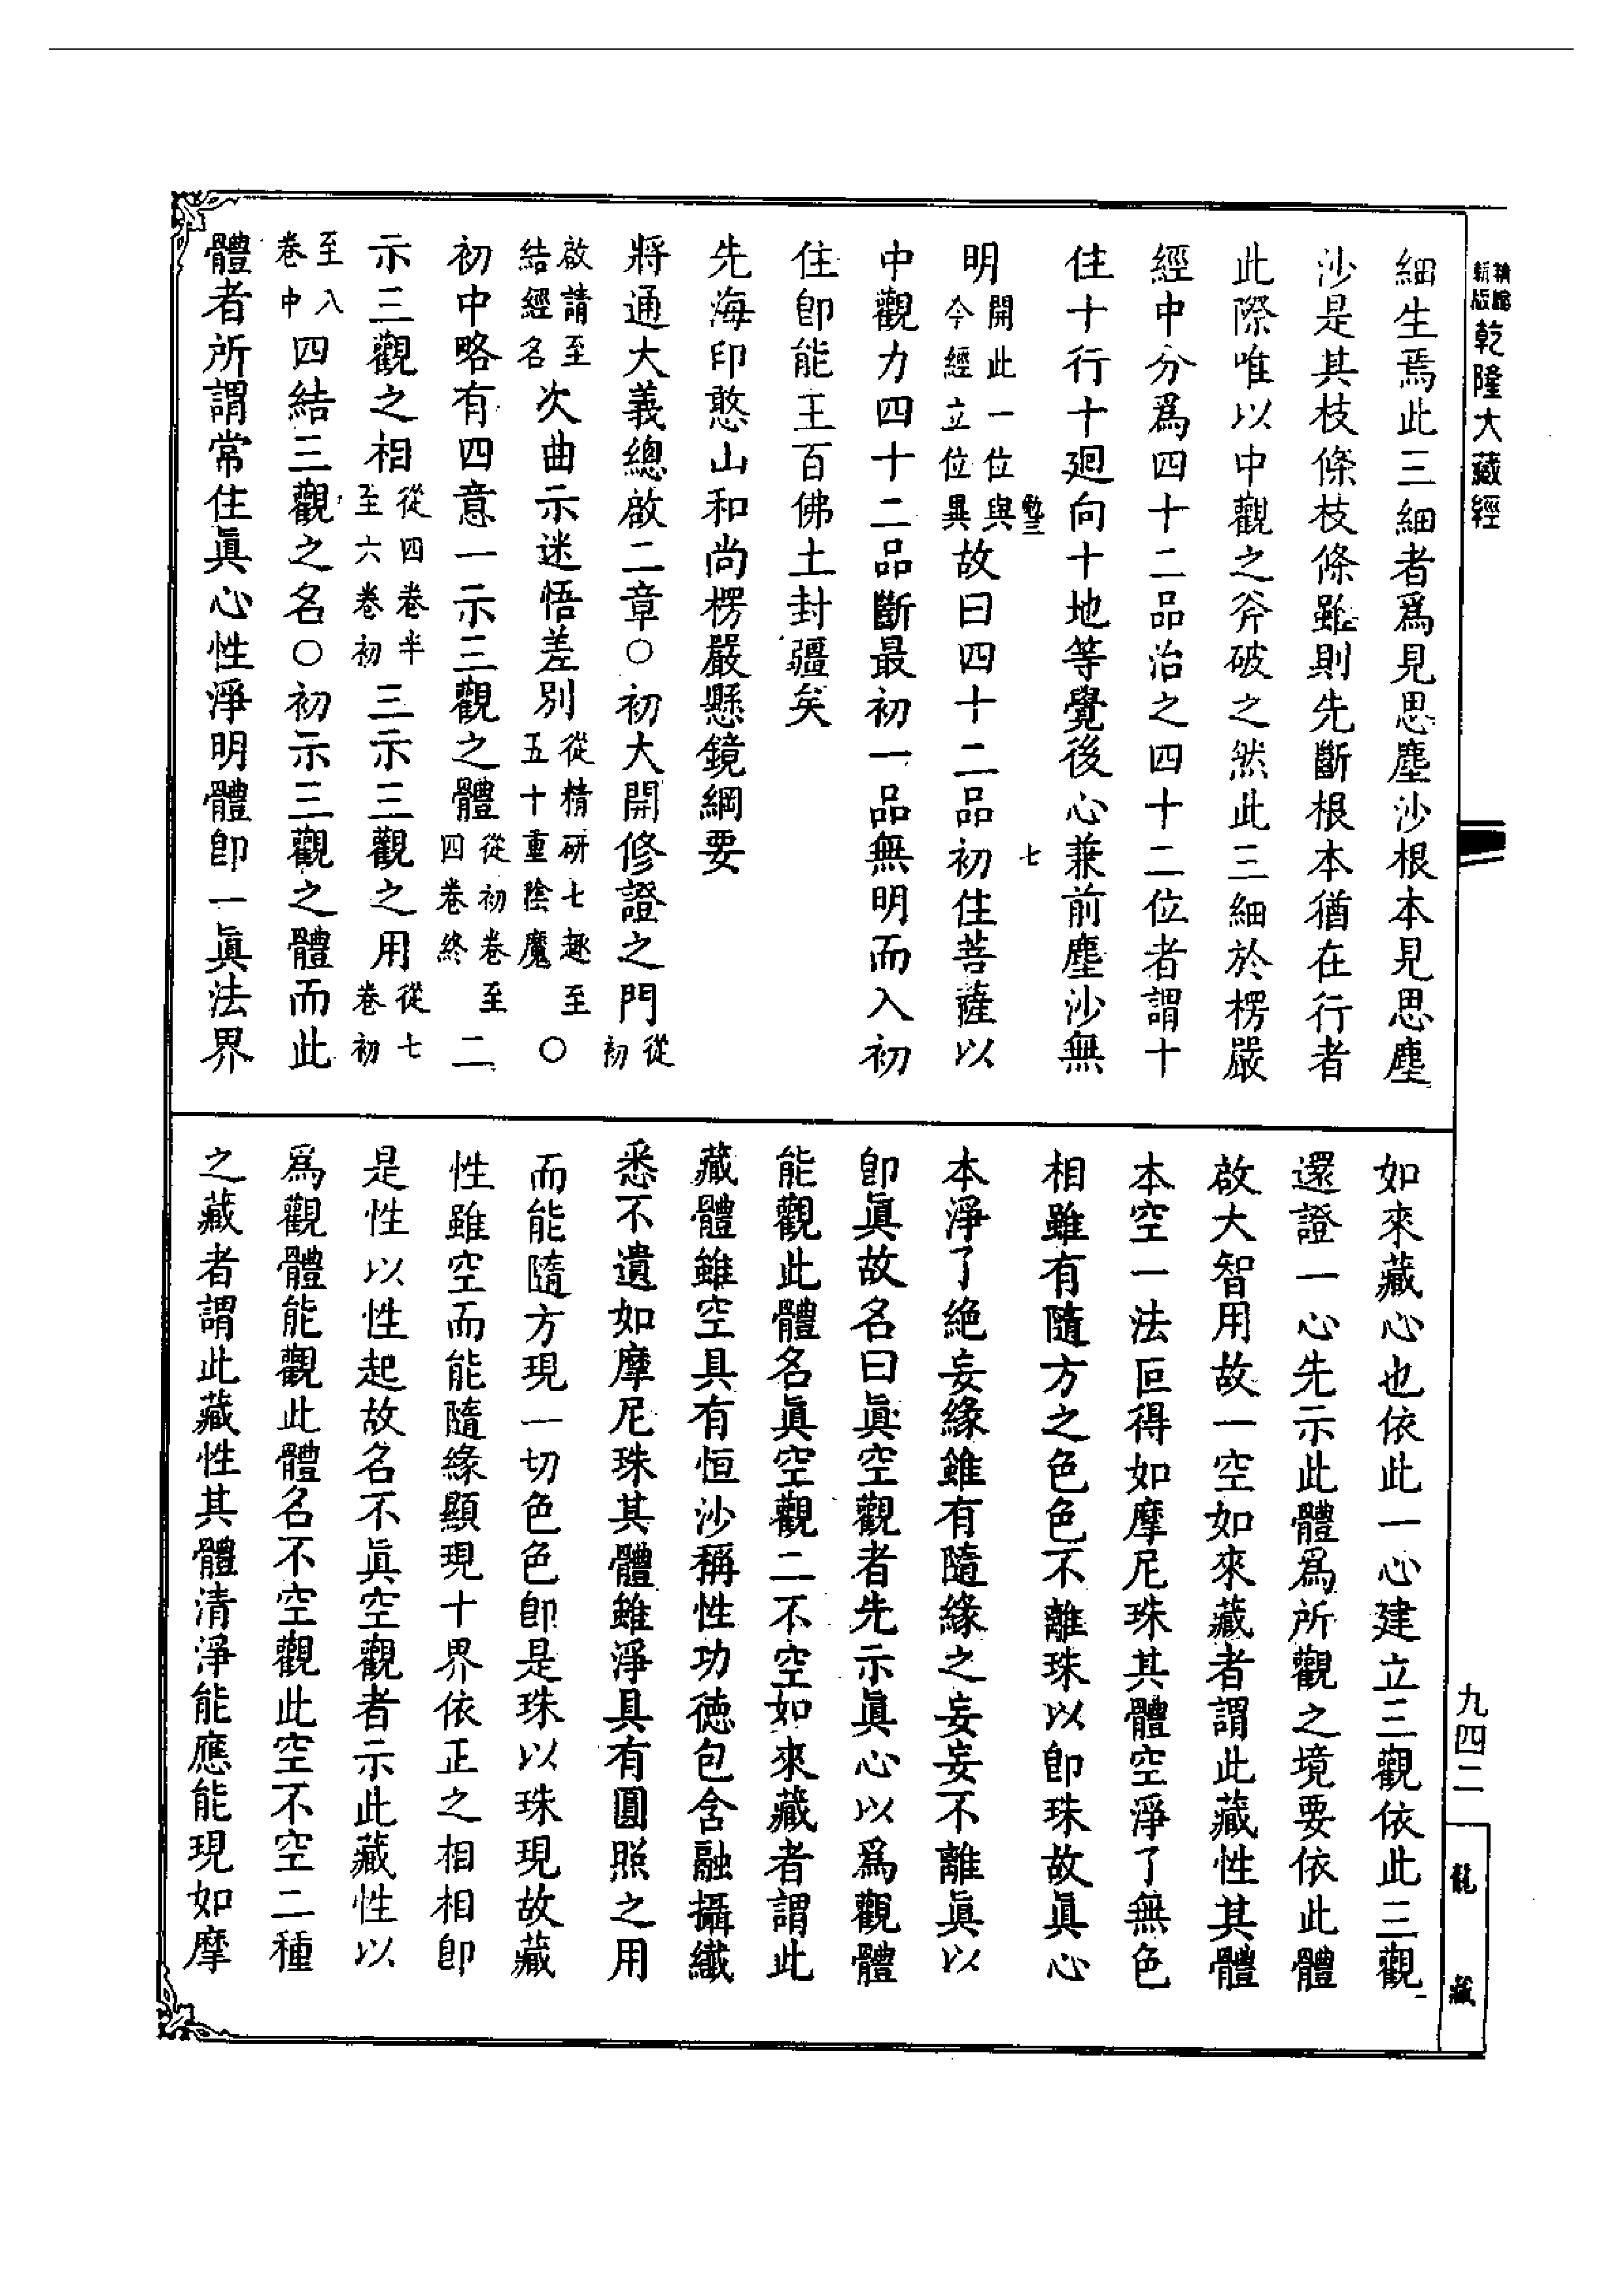 乾隆大藏經
細生焉此三細者爲見思塵沙根本見思塵
沙是其枝條枝條雖則先斷根本猶在行者
此際唯以中觀之斧破之然此三細於楞嚴
經中分爲四十二品治之四十二位者謂十
住十行十廻向十地等覺後心兼前塵沙無
七
明開此一位與今經立位異故曰四十二品初住菩薩以
中觀力四十二品斷最初一品無明而入初
住卽能王百佛土封疆矣
先海印憨山和尚楞嚴懸鏡綱要
將通大義總啟二章○初大開修證之門從初
啟請至結經名次曲示迷悟差別從精研七趣至五十重陰魔○
初中略有四意一示三觀之體從初卷至四卷終二
示三觀之相從四卷半至六卷初三示三觀之用從七卷初
至八卷中四結三觀之名○初示三觀之體而此
體者所謂常住眞心性淨明體卽一眞法界
如來藏心也依此一心建立三觀依此三觀
還證一心先示此體爲所觀之境要依此體
啟大智用故一空如來藏者謂此藏性其體
本空一法叵得如摩尼珠其體空淨了無色
相雖有隨方之色色不離珠以卽珠故眞心
本淨了絕妄緣雖有隨緣之妄妄不離眞以
卽眞故名曰眞空觀者先示眞心以爲觀體
能觀此體名眞空觀二不空如來藏者謂此
藏體雖空具有恒沙稱性功德包含融攝纖
悉不遺如摩尼珠其體雖淨具有圓照之用
而能隨方現一切色色卽是珠以珠現故藏
性雖空而能隨緣顯現十界依正之相相卽
是性以性起故名不眞空觀者示此藏性以
爲觀體能觀此體名不空觀此空不空二種
之藏者謂此藏性其體清淨能應能現如摩
九四二
龍藏